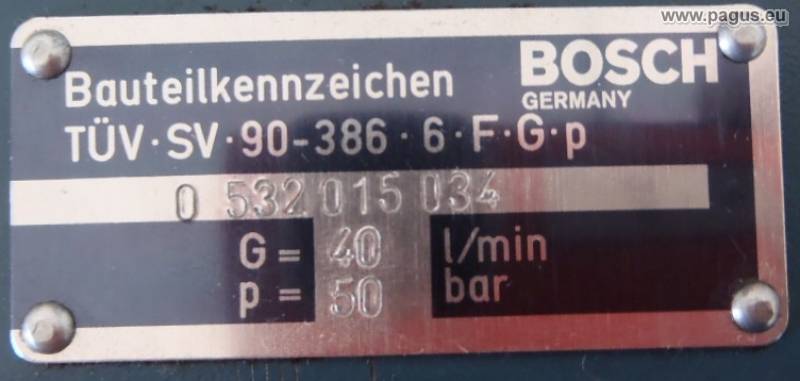 www.pagus.eu
Bauteilkennzeichen BOSCH
GERMANY
TÜV·SV·90-386·6·F·G·p
0 532 015 034
G = 40 l/min
p = 50 bar